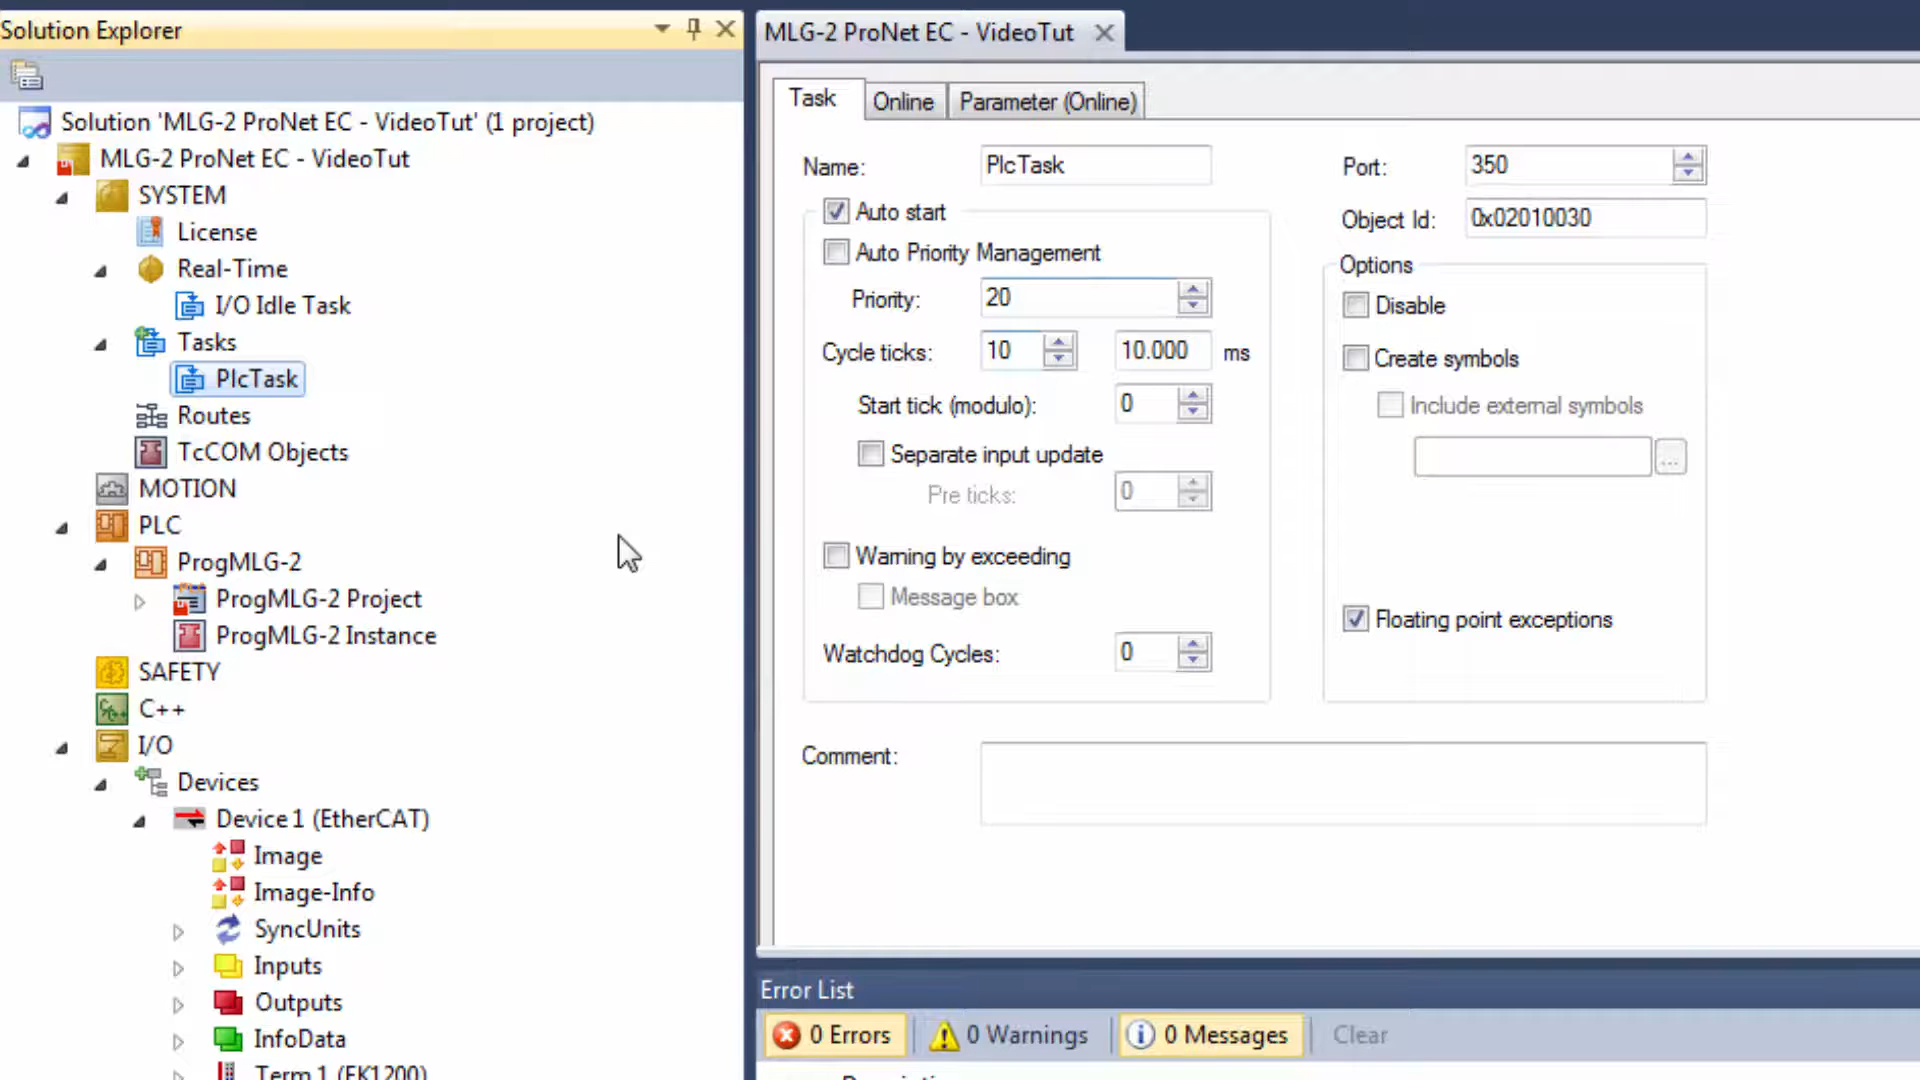 Solution Explorer
Solution 'MLG-2 ProNet EC - VideoTut' (1 project)
MLG-2 ProNet EC - VideoTut
SYSTEM
License
Real-Time
I/O Idle Task
Tasks
PlcTask
Routes
TcCOM Objects
MOTION
PLC
ProgMLG-2
ProgMLG-2 Project
ProgMLG-2 Instance
SAFETY
C++
I/O
Devices
Device 1 (EtherCAT)
Image
Image-Info
SyncUnits
Inputs
Outputs
InfoData
Term 1 (EK1200)
MLG-2 ProNet EC - VideoTut
Task Online Parameter (Online)
Name: PlcTask
Auto start
Auto Priority Management
Priority: 20
Cycle ticks: 10 10.000 ms
Start tick (modulo): 0
Separate input update
Pre ticks: 0
Warning by exceeding
Message box
Watchdog Cycles: 0
Port: 350
Object Id: 0x02010030
Options
Disable
Create symbols
Include external symbols
...
Floating point exceptions
Comment:
Error List
0 Errors 0 Warnings 0 Messages Clear